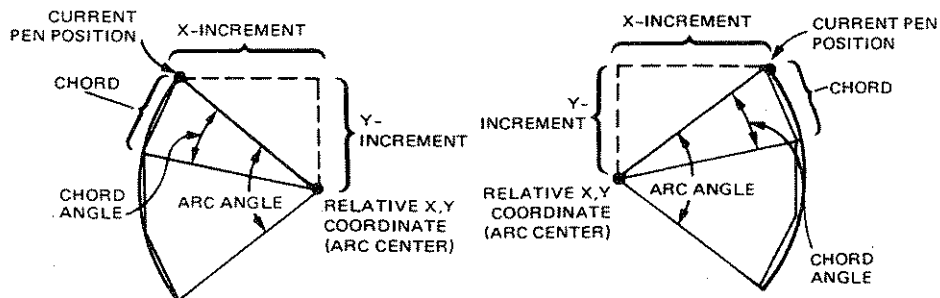 CURRENT
PEN POSITION
X-INCREMENT
CHORD
Y-
INCREMENT
CHORD
ANGLE
ARC ANGLE
RELATIVE X,Y
COORDINATE
(ARC CENTER)
X-INCREMENT
CURRENT PEN
POSITION
CHORD
Y-
INCREMENT
RELATIVE X,Y
COORDINATE
(ARC CENTER)
ARC ANGLE
CHORD
ANGLE